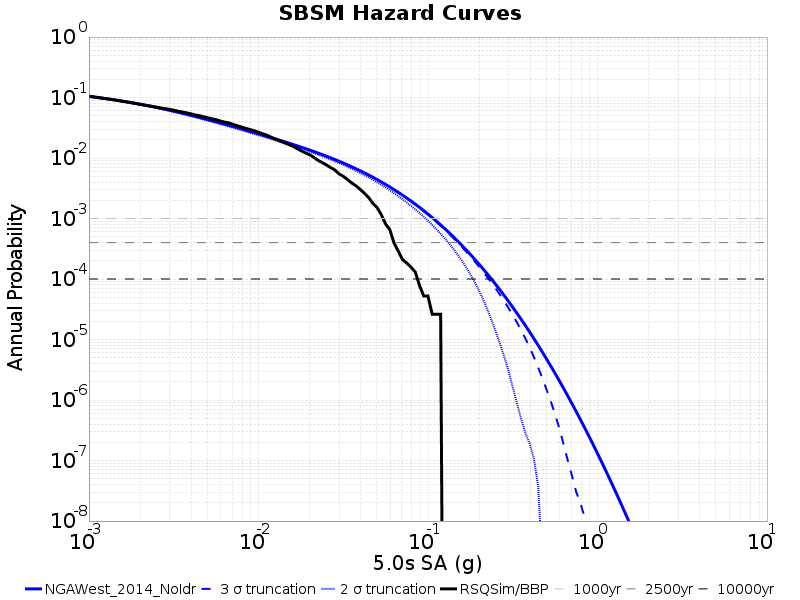 SBSM Hazard Curves
10^0
10^-1
10^-2
10^-3
10^-4
10^-5
10^-6
10^-7
10^-8
Annual Probability
10^-3 10^-2 10^-1 10^0 10^1
5.0s SA (g)
NGAWest_2014_NoIdr 3 σ truncation 2 σ truncation RSQSim/BBP 1000yr 2500yr 10000yr